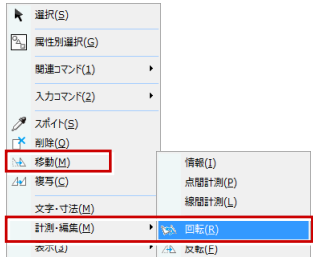 選択(S)
属性別選択(G)
関連コマンド(1)
入力コマンド(2)
スポイト(S)
削除(O)
移動(M)
複写(C)
文字・寸法(M)
計測・編集(M)
表示(J)
情報(I)
点間計測(P)
線間計測(L)
回転(R)
反転(F)